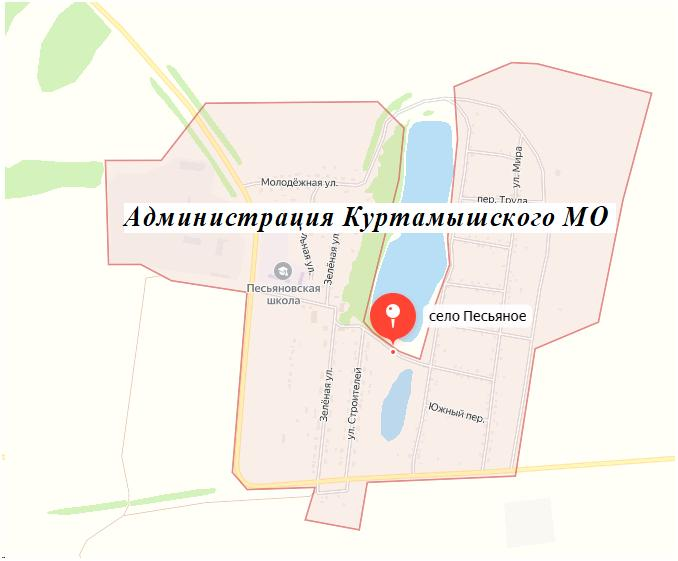 Молодёжная ул.
ул. Мира
пер. Труда
Администрация Куртамышского МО
Зелёная ул.
Песьяновская
школа
село Песьяное
Зелёная ул.
ул. Строителей
Южный пер.